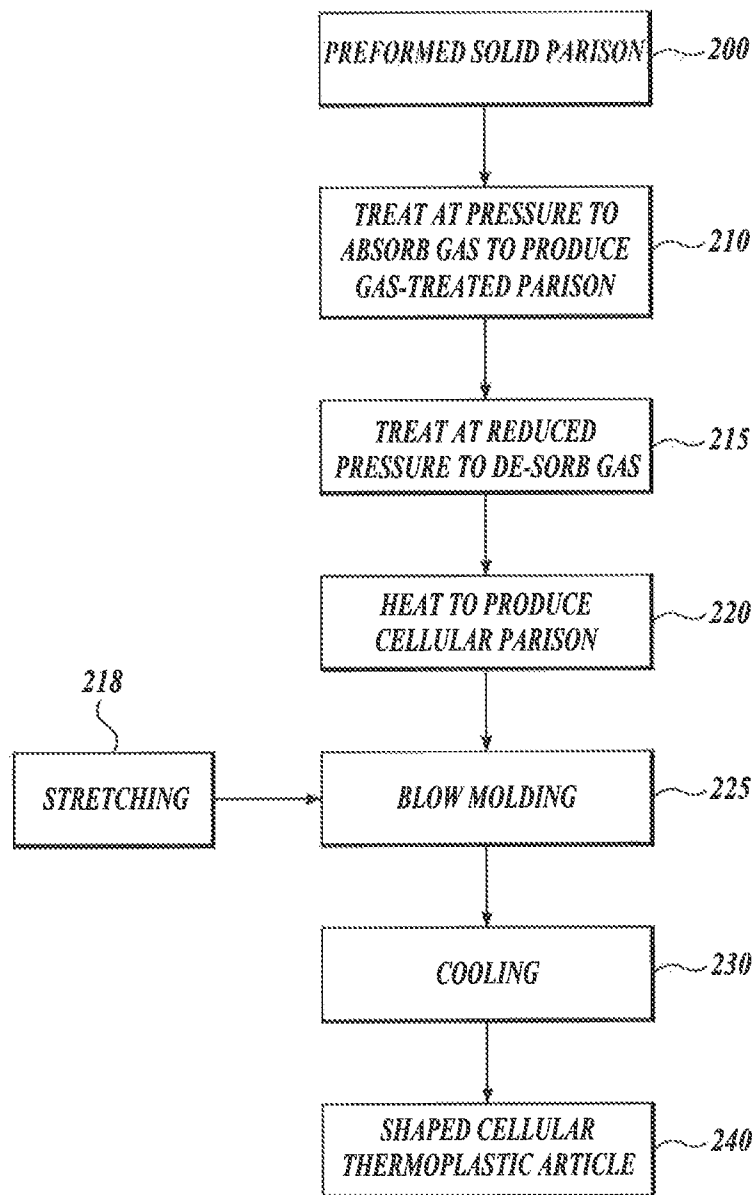 PREFORMED SOLID PARISON
200
TREAT AT PRESSURE TO
ABSORB GAS TO PRODUCE
GAS-TREATED PARISON
210
TREAT AT REDUCED
PRESSURE TO DE-SORB GAS
215
HEAT TO PRODUCE
CELLULAR PARISON
220
218
STRETCHING
BLOW MOLDING
225
COOLING
230
SHAPED CELLULAR
THERMOPLASTIC ARTICLE
240